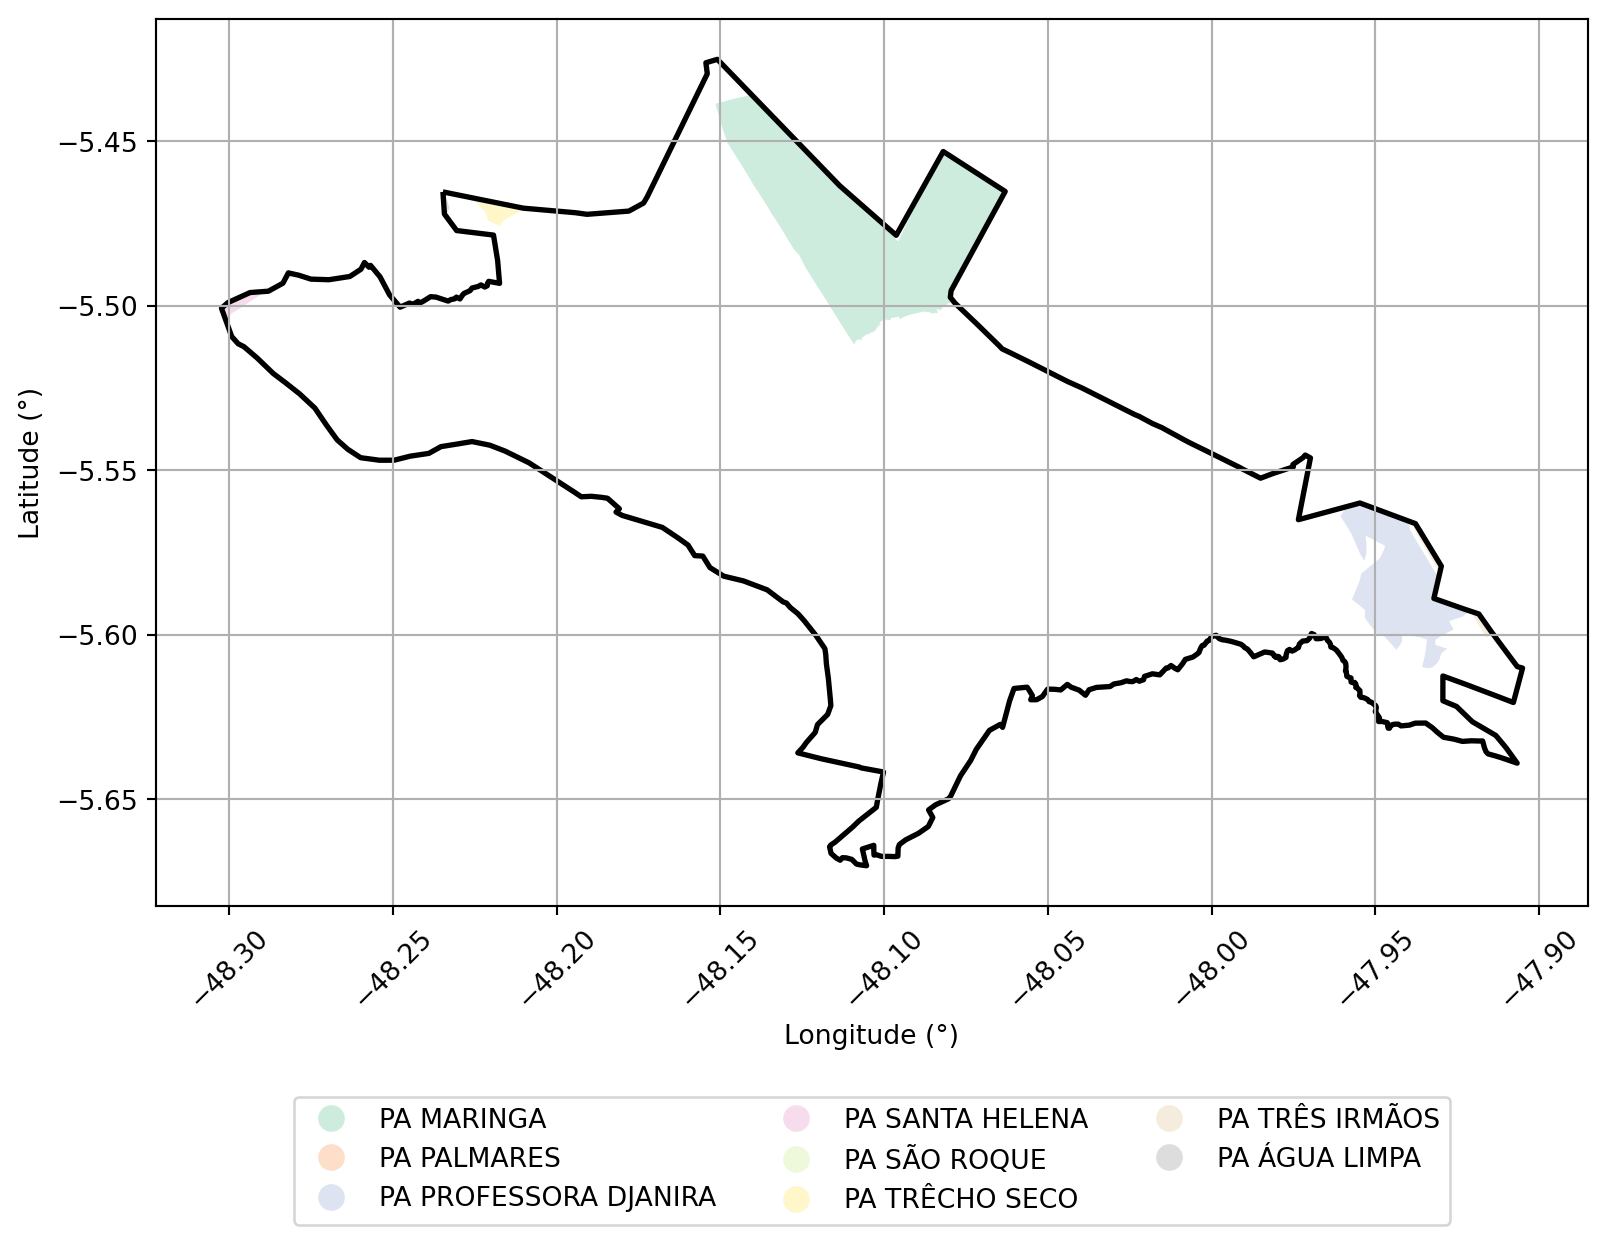 −5.45
−5.50
−5.55
−5.60
−5.65
Latitude (°)
−48.30
−48.25
−48.20
−48.15
−48.10
−48.05
−48.00
−47.95
−47.90
Longitude (°)
PA MARINGA
PA PALMARES
PA PROFESSORA DJANIRA
PA SANTA HELENA
PA SÃO ROQUE
PA TRÊCHO SECO
PA TRÊS IRMÃOS
PA ÁGUA LIMPA